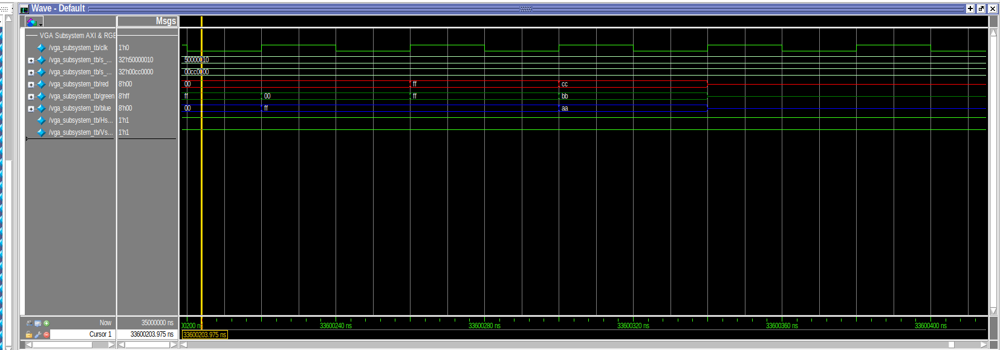 Wave - Default
Msgs
VGA Subsystem AXI & RGE
/vga_subsystem_tb/clk 1'h0
/vga_subsystem_tb/s_... 32'h50000010 50000010
/vga_subsystem_tb/s_... 32'h00cc0000 00cc0000
/vga_subsystem_tb/red 8'h00 00 ff cc
/vga_subsystem_tb/green 8'hff ff 00 ff bb
/vga_subsystem_tb/blue 8'h00 00 ff aa
/vga_subsystem_tb/Hs... 1'h1
/vga_subsystem_tb/Vs... 1'h1
Now 35000000 ns 00200 ns 33600240 ns 33600280 ns 33600320 ns 33600360 ns 33600400 ns
Cursor 1 33600203.975 ns 33600203.975 ns